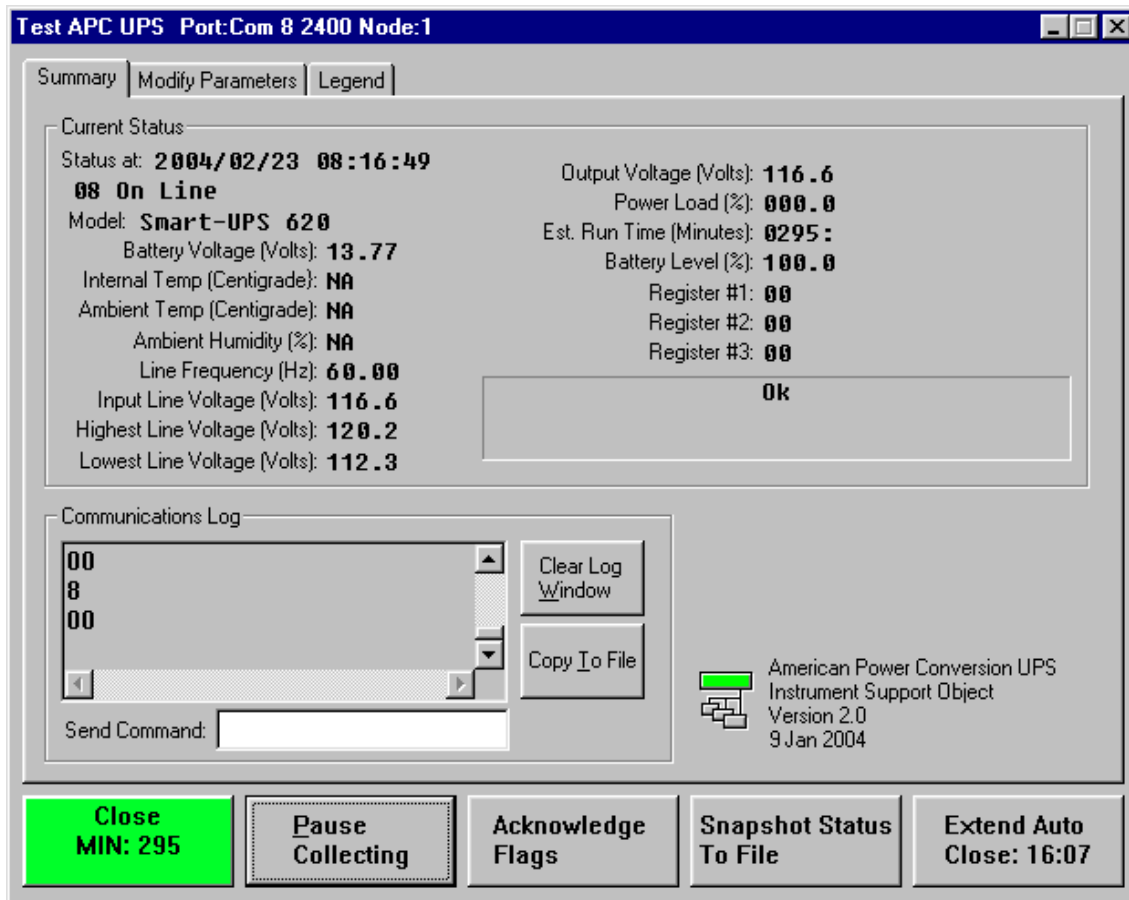 Test APC UPS Port:Com 8 2400 Node:1
Summary
Modify Parameters
Legend
Current Status
Status at: 2004/02/23 08:16:49
08 On Line
Model: Smart-UPS 620
Battery Voltage (Volts): 13.77
Internal Temp (Centigrade}: NA
Ambient Temp (Centigrade): NA
Ambient Humidity (%): NA
Line Frequency (Hz): 60.00
Input Line Voltage (Volts): 116.6
Highest Line Voltage (Volts): 120.2
Lowest Line Voltage (Volts): 112.3
Output Voltage (Volts): 116.6
Power Load (%): 000.0
Est. Run Time (Minutes): 0295:
Battery Level (%): 100.0
Register #1: 00
Register #2: 00
Register #3: 00
Ok
Communications Log
00
8
00
Clear Log
Window
Copy To File
Send Command:
American Power Conversion UPS
Instrument Support Object
Version 2.0
9 Jan 2004
Close
MIN: 295
Pause
Collecting
Acknowledge
Flags
Snapshot Status
To File
Extend Auto
Close: 16:07